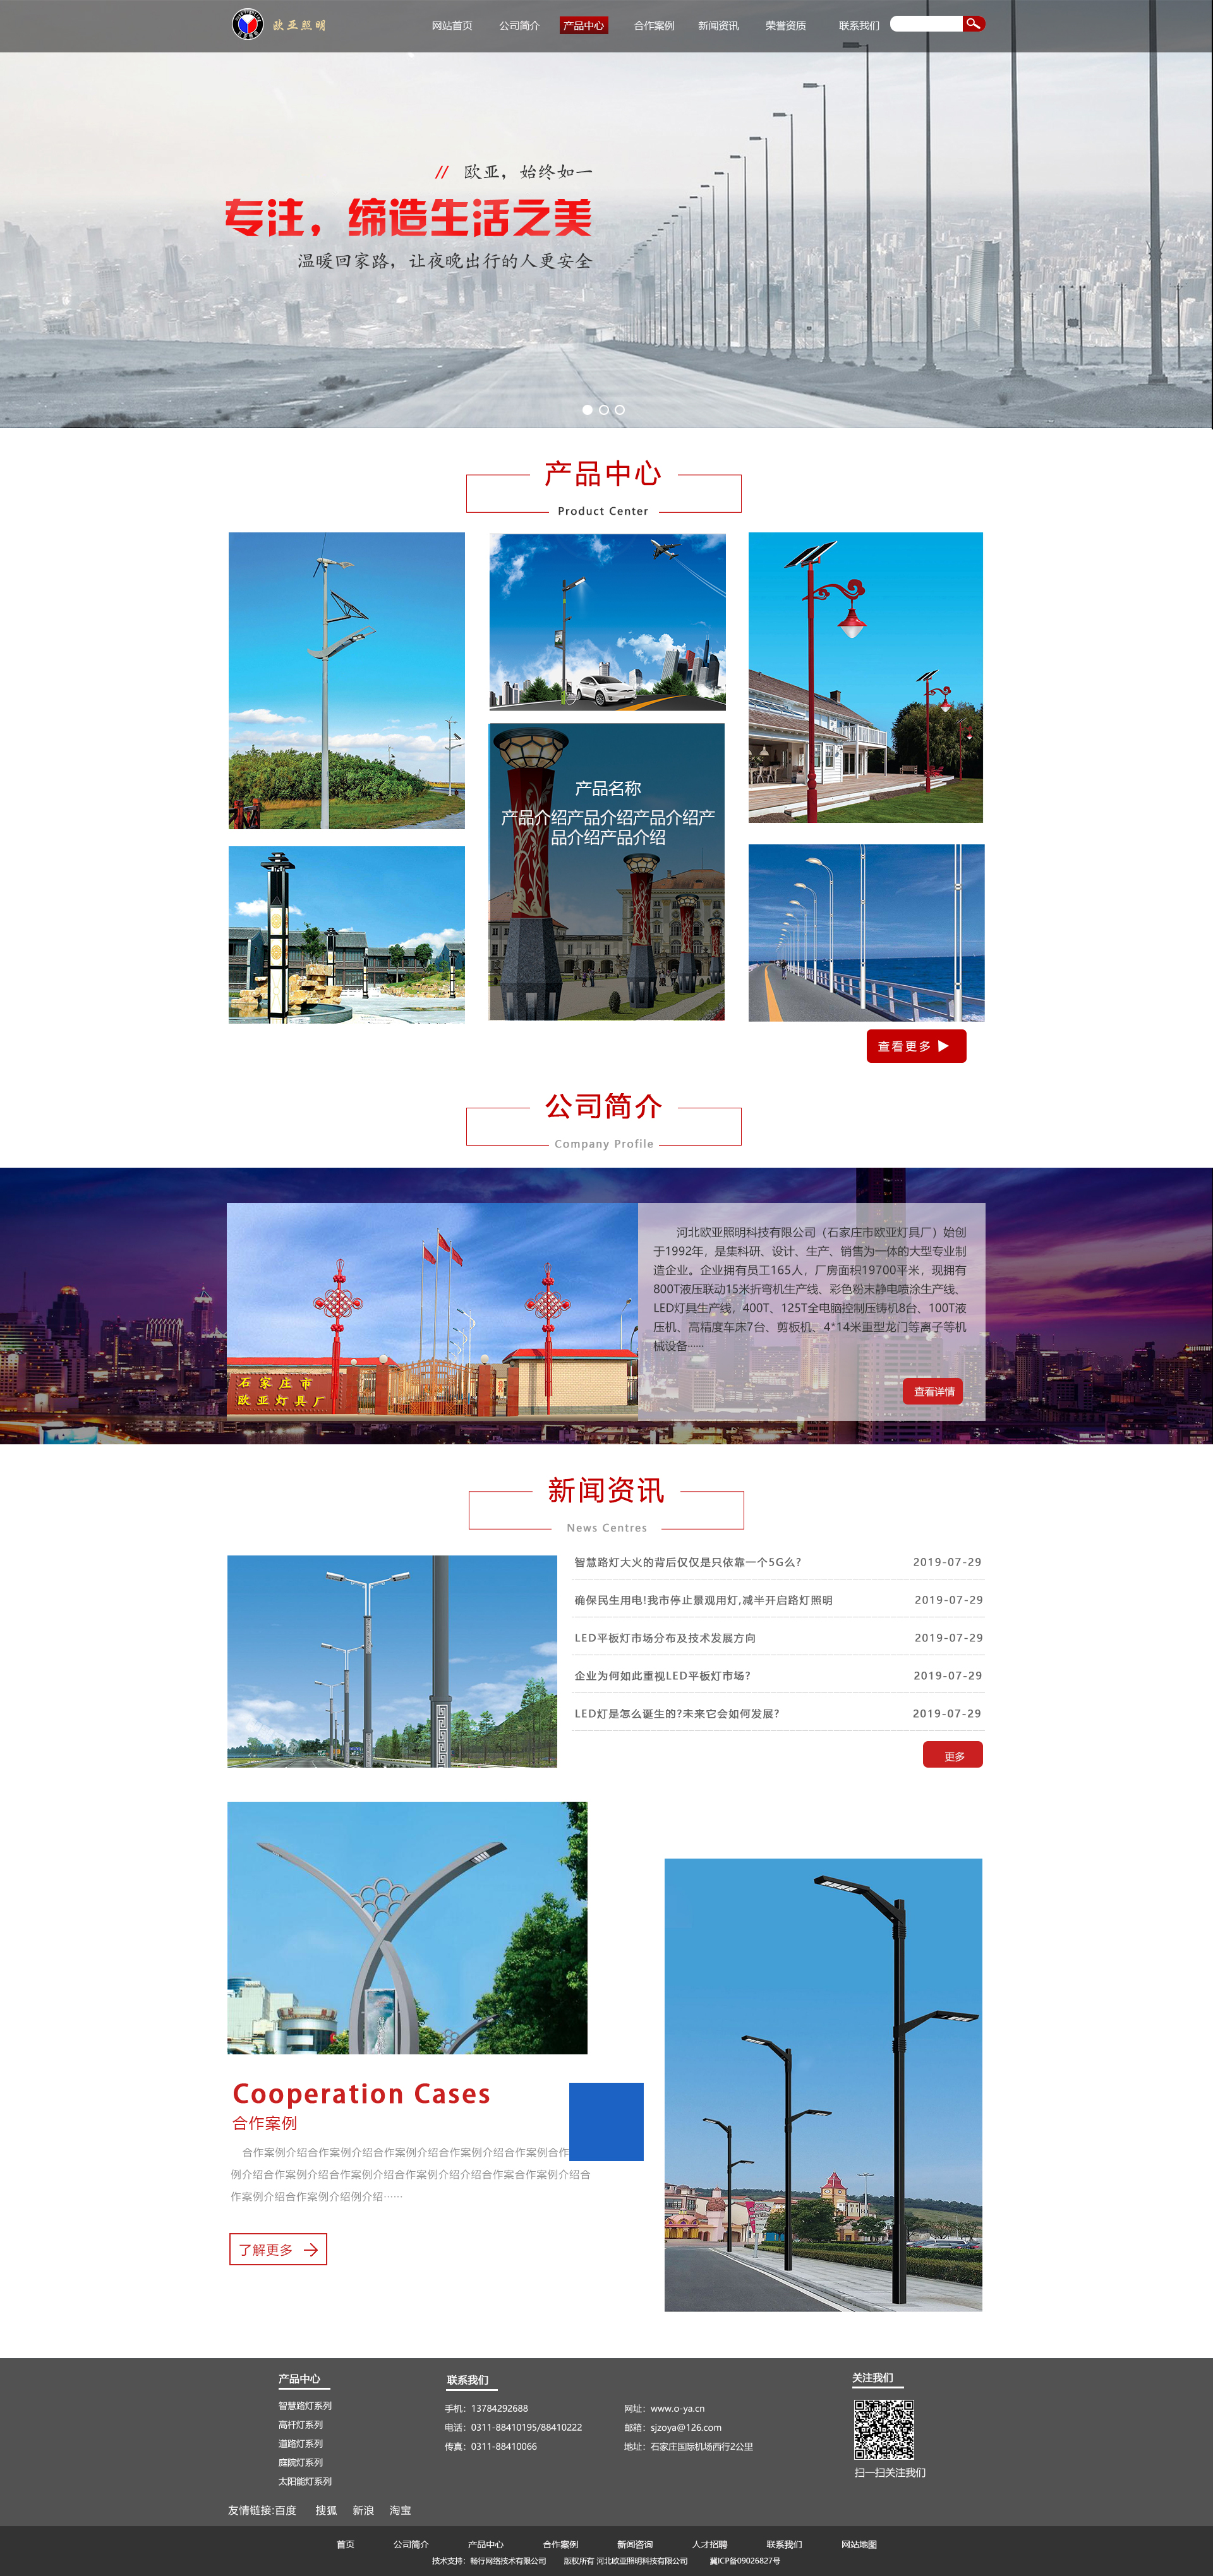 欧亚照明
网站首页 公司简介 产品中心 合作案例 新闻资讯 荣誉资质 联系我们
// 欧亚，始终如一
专注，缔造生活之美
温暖回家路，让夜晚出行的人更安全
产品中心
Product Center
产品名称
产品介绍产品介绍产品介绍产
品介绍产品介绍
查看更多
公司简介
Company Profile
石家庄市
欧亚灯具厂
河北欧亚照明科技有限公司（石家庄市欧亚灯具厂）始创
于1992年，是集科研、设计、生产、销售为一体的大型专业制
造企业。企业拥有员工165人，厂房面积19700平米，现拥有
800T液压联动15米折弯机生产线、彩色粉末静电喷涂生产线、
LED灯具生产线，400T、125T全电脑控制压铸机8台、100T液
压机、高精度车床7台、剪板机、4*14米重型龙门等离子等机
械设备······
查看详情
新闻资讯
News Centres
智慧路灯大火的背后仅仅是只依靠一个5G么? 2019-07-29
确保民生用电!我市停止景观用灯,减半开启路灯照明 2019-07-29
LED平板灯市场分布及技术发展方向 2019-07-29
企业为何如此重视LED平板灯市场? 2019-07-29
LED灯是怎么诞生的?未来它会如何发展? 2019-07-29
更多
Cooperation Cases
合作案例
合作案例介绍合作案例介绍合作案例介绍合作案例介绍合作案例合作
例介绍合作案例介绍合作案例介绍合作案例介绍介绍合作案合作案例介绍合
作案例介绍合作案例介绍例介绍······
了解更多
产品中心 联系我们 关注我们
智慧路灯系列
高杆灯系列
道路灯系列
庭院灯系列
太阳能灯系列
手机：13784292688
电话：0311-88410195/88410222
传真：0311-88410066
网址：www.o-ya.cn
邮箱：sjzoya@126.com
地址：石家庄国际机场西行2公里
扫一扫关注我们
友情链接:百度 搜狐 新浪 淘宝
首页 公司简介 产品中心 合作案例 新闻咨询 人才招聘 联系我们 网站地图
技术支持：畅行网络技术有限公司 版权所有 河北欧亚照明科技有限公司 冀ICP备09026827号